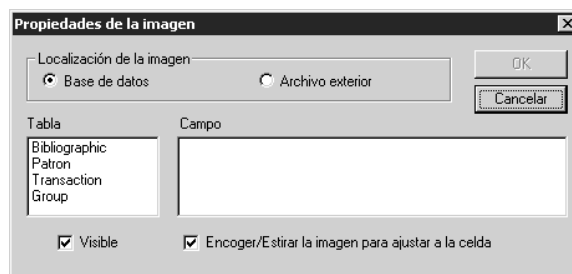 Propiedades de la imagen
Localización de la imagen
Base de datos Archivo exterior
OK
Cancelar
Tabla Campo
Bibliographic
Patron
Transaction
Group
Visible Encoger/Estirar la imagen para ajustar a la celda